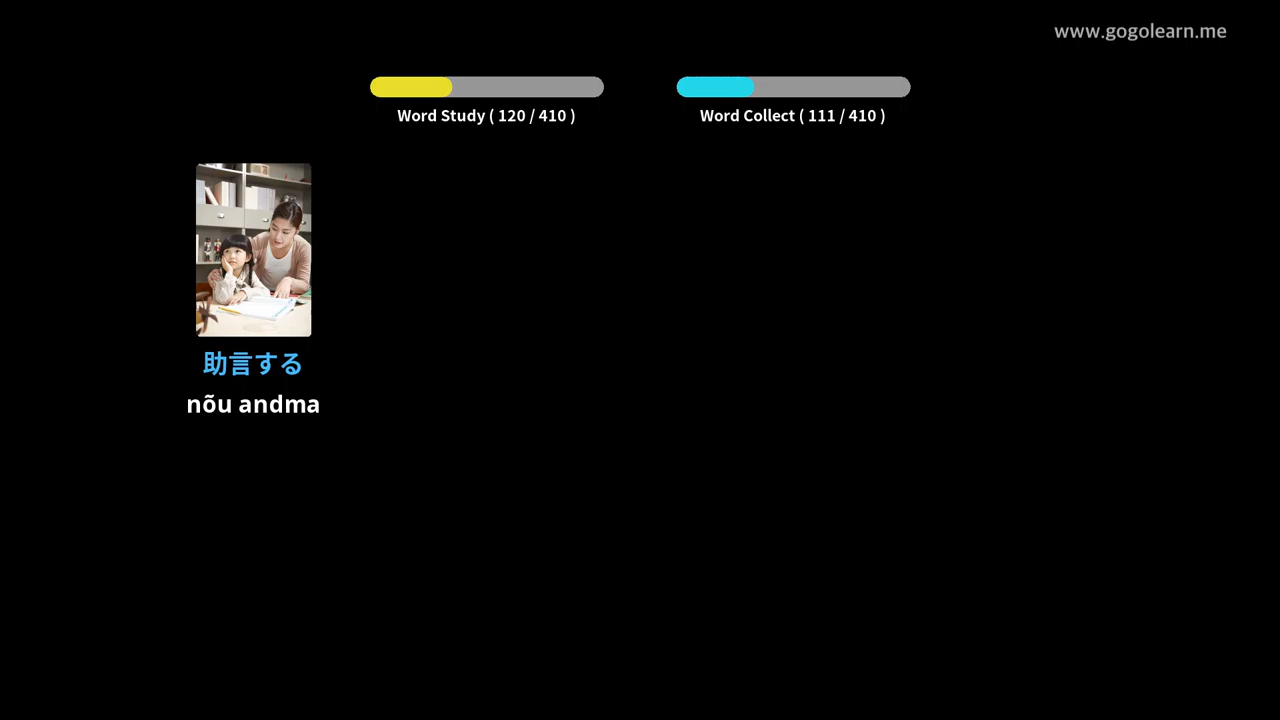 www.gogolearn.me
Word Study ( 120 / 410 )
Word Collect ( 111 / 410 )
助言する
nõu andma